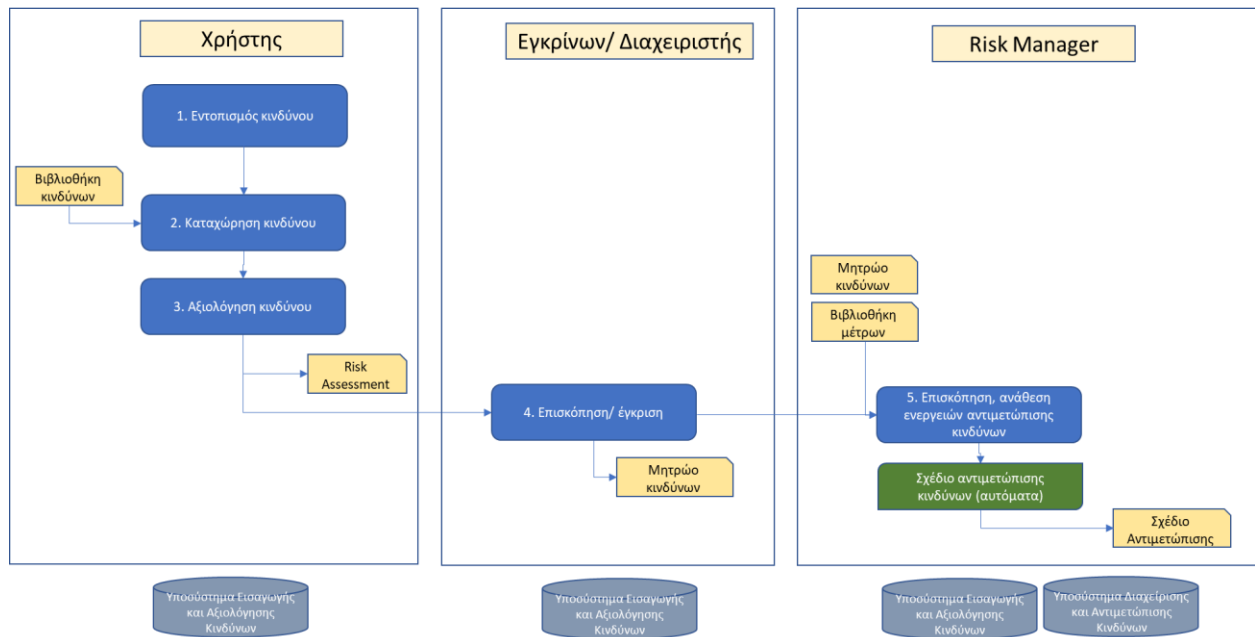 Χρήστης
1. Εντοπισμός κινδύνου
Βιβλιοθήκη
κινδύνων
2. Καταχώρηση κινδύνου
3. Αξιολόγηση κινδύνου
Risk
Assessment
Εγκρίνων/ Διαχειριστής
4. Επισκόπηση/ έγκριση
Μητρώο
κινδύνων
Risk Manager
Μητρώο
κινδύνων
Βιβλιοθήκη
μέτρων
5. Επισκόπηση, ανάθεση
ενεργειών αντιμετώπισης
κινδύνων
Σχέδιο αντιμετώπισης
κινδύνων (αυτόματα)
Σχέδιο
Αντιμετώπισης
Υποσύστημα Εισαγωγής
και Αξιολόγησης
Κινδύνων
Υποσύστημα Εισαγωγής
και Αξιολόγησης
Κινδύνων
Υποσύστημα Εισαγωγής
και Αξιολόγησης
Κινδύνων
Υποσύστημα Διαχείρισης
και Αντιμετώπισης
Κινδύνων